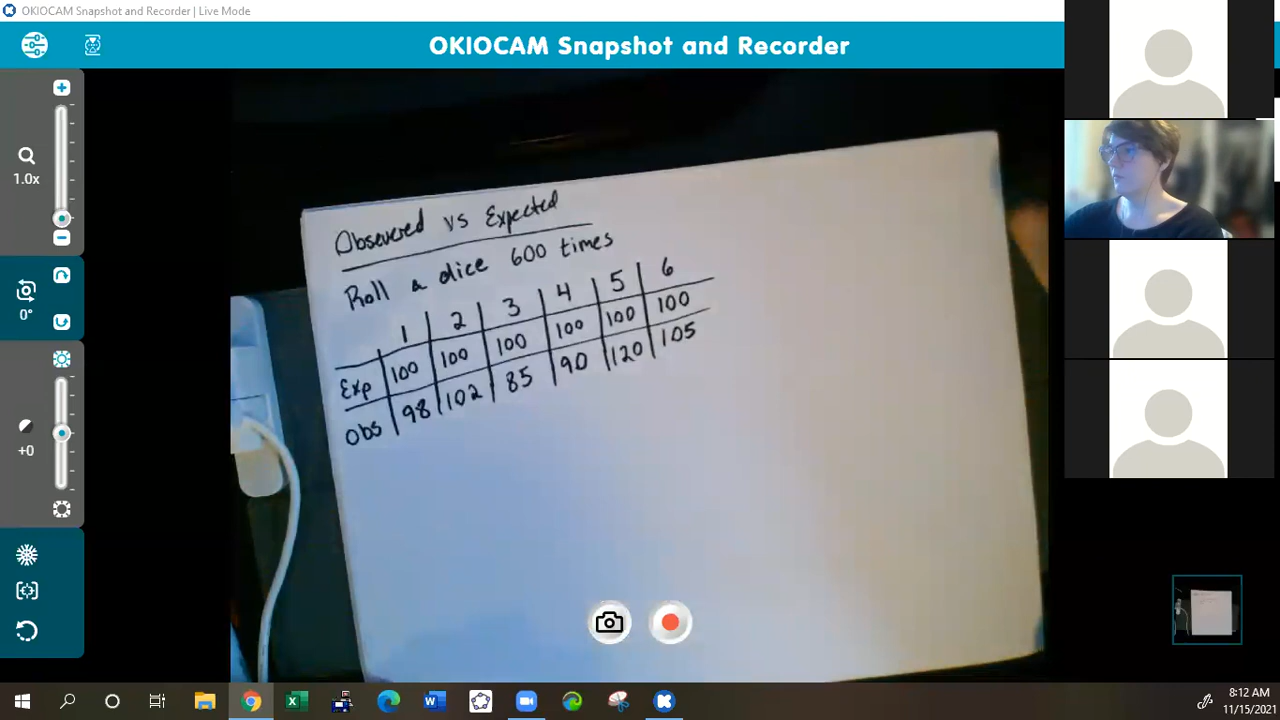 OKIOCAM Snapshot and Recorder | Live Mode
OKIOCAM Snapshot and Recorder
1.0x
0°
+0
Obsevered vs Expected
Roll a dice 600 times
1 2 3 4 5 6
Exp 100 100 100 100 100 100
Obs 98 102 85 90 120 105
8:12 AM
11/15/2021